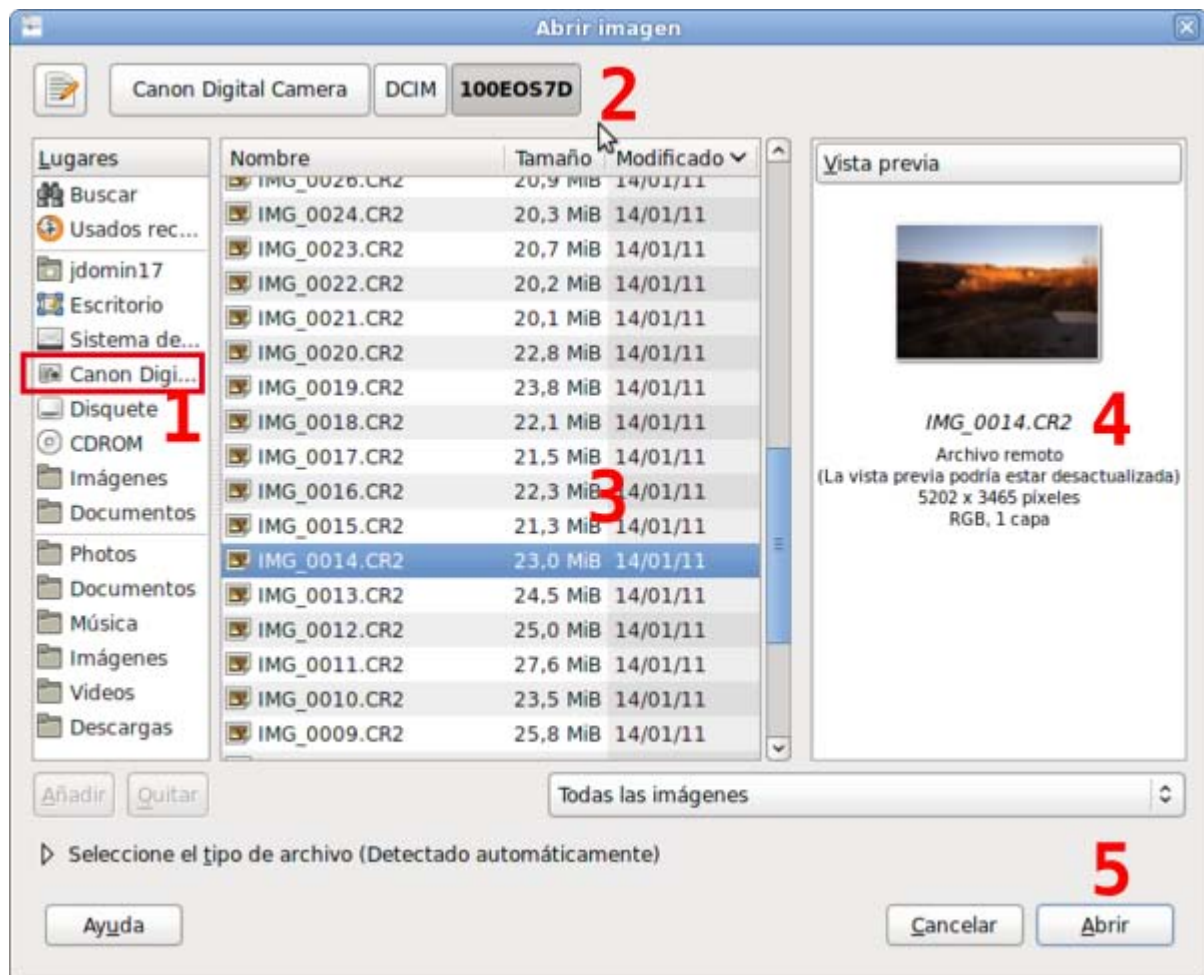 Abrir imagen
Canon Digital Camera DCIM 100EOS7D 2
Lugares
Buscar
Usados rec...
jdomin17
Escritorio
Sistema de...
Canon Digi...
1
Disquete
CDROM
Imágenes
Documentos
Photos
Documentos
Música
Imágenes
Videos
Descargas
Nombre Tamaño Modificado
IMG_0026.CR2 20,9 MiB 14/01/11
IMG_0024.CR2 20,3 MiB 14/01/11
IMG_0023.CR2 20,7 MiB 14/01/11
IMG_0022.CR2 20,2 MiB 14/01/11
IMG_0021.CR2 20,1 MiB 14/01/11
IMG_0020.CR2 22,8 MiB 14/01/11
IMG_0019.CR2 23,8 MiB 14/01/11
IMG_0018.CR2 22,1 MiB 14/01/11
IMG_0017.CR2 21,5 MiB 14/01/11
IMG_0016.CR2 22,3 MiB 14/01/11
3
IMG_0015.CR2 21,3 MiB 14/01/11
IMG_0014.CR2 23,0 MiB 14/01/11
IMG_0013.CR2 24,5 MiB 14/01/11
IMG_0012.CR2 25,0 MiB 14/01/11
IMG_0011.CR2 27,6 MiB 14/01/11
IMG_0010.CR2 23,5 MiB 14/01/11
IMG_0009.CR2 25,8 MiB 14/01/11
Vista previa
IMG_0014.CR2 4
Archivo remoto
(La vista previa podría estar desactualizada)
5202 x 3465 píxeles
RGB, 1 capa
Añadir Quitar Todas las imágenes
Seleccione el tipo de archivo (Detectado automáticamente)
5
Ayuda Cancelar Abrir